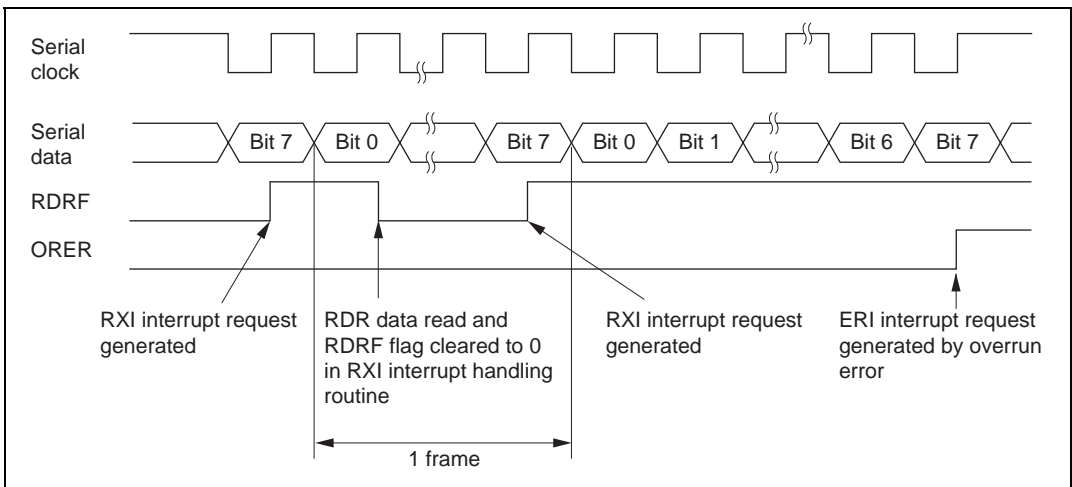 Serial
clock
Serial
data
Bit 7
Bit 0
Bit 7
Bit 0
Bit 1
Bit 6
Bit 7
RDRF
ORER
RXI interrupt request
generated
RDR data read and
RDRF flag cleared to 0
in RXI interrupt handling
routine
RXI interrupt request
generated
ERI interrupt request
generated by overrun
error
1 frame